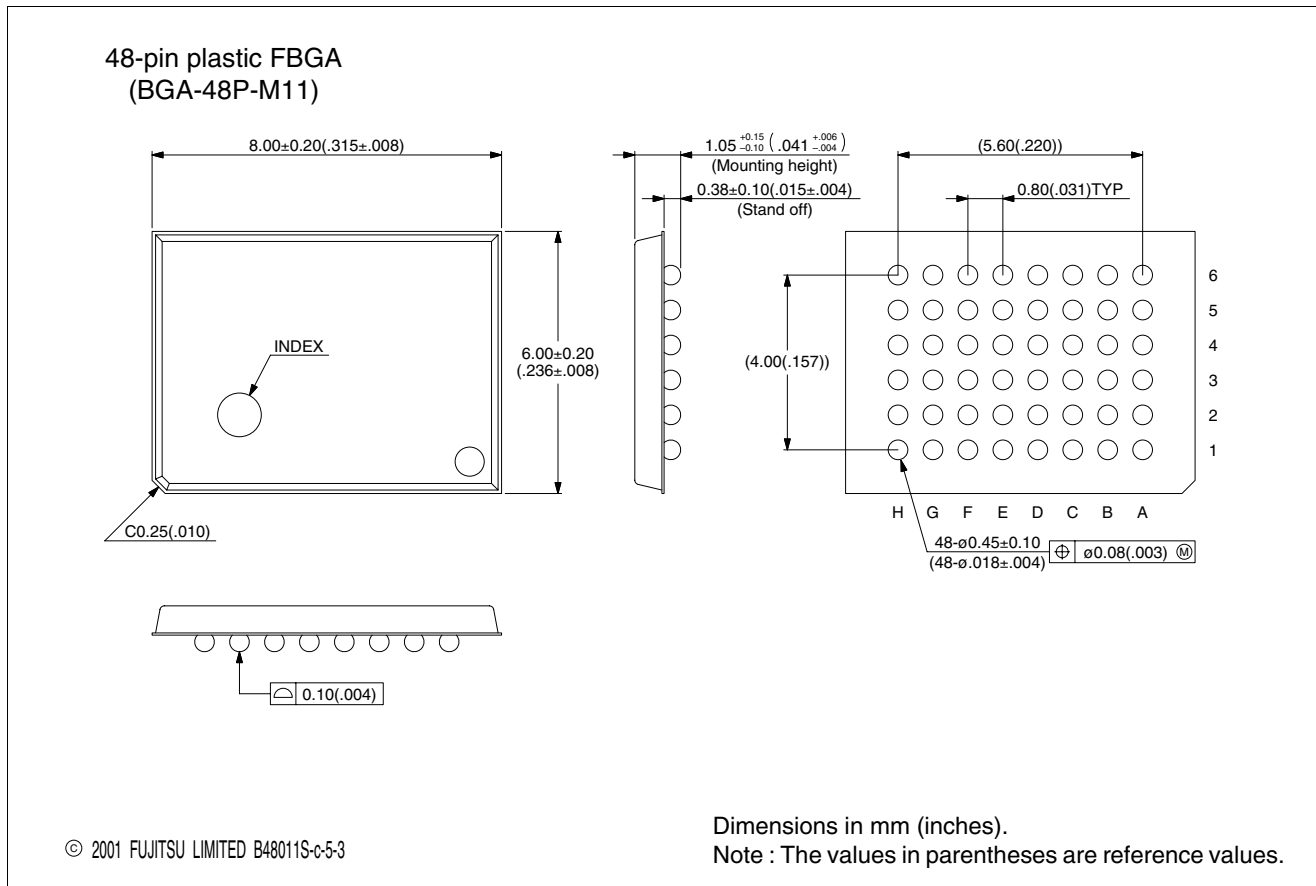 48-pin plastic FBGA
(BGA-48P-M11)
8.00±0.20(.315±.008)
1.05 +0.15 −0.10 ( .041 +.006 −.004 )
(Mounting height)
0.38±0.10(.015±.004)
(Stand off)
(5.60(.220))
0.80(.031)TYP
INDEX
6.00±0.20
(.236±.008)
C0.25(.010)
(4.00(.157))
6
5
4
3
2
1
H G F E D C B A
48-ø0.45±0.10
(48-ø.018±.004)
⌖ ø0.08(.003) Ⓜ
⌓ 0.10(.004)
© 2001 FUJITSU LIMITED B48011S-c-5-3
Dimensions in mm (inches).
Note : The values in parentheses are reference values.